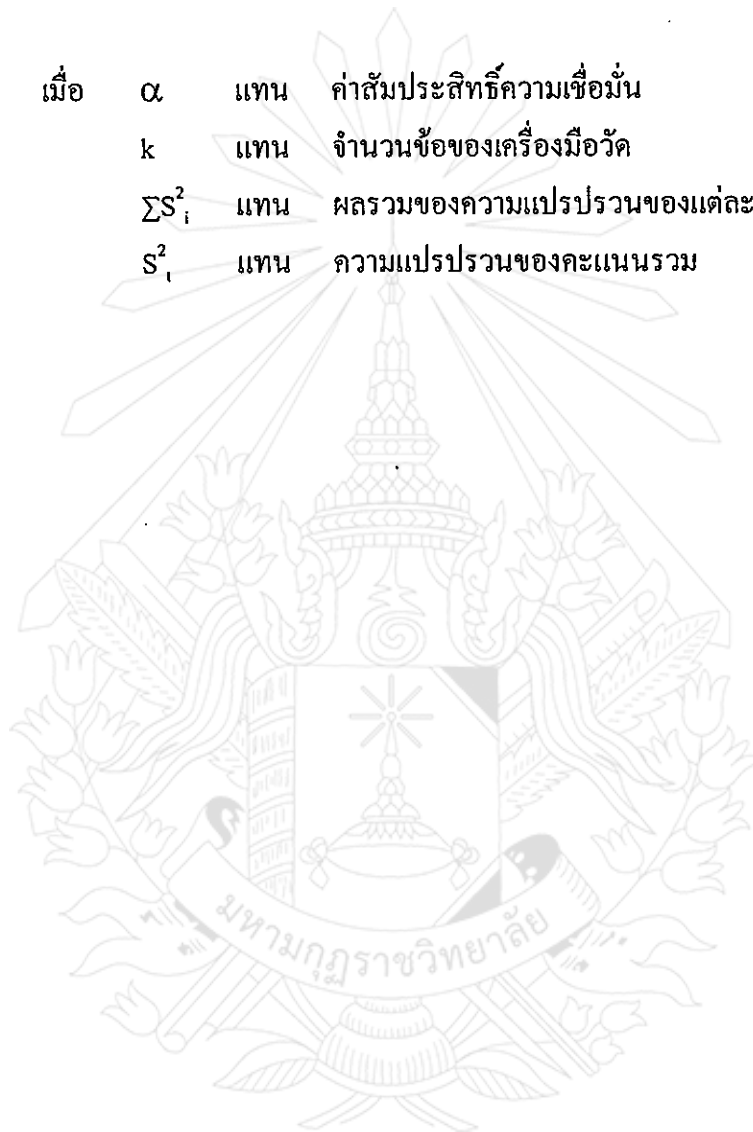 เมื่อ α แทน ค่าสัมประสิทธิ์ความเชื่อมั่น
k แทน จำนวนข้อของเครื่องมือวัด
∑S²ᵢ แทน ผลรวมของความแปรปรวนของแต่ละ
S²ₜ แทน ความแปรปรวนของคะแนนรวม
มหามกุฏราชวิทยาลัย